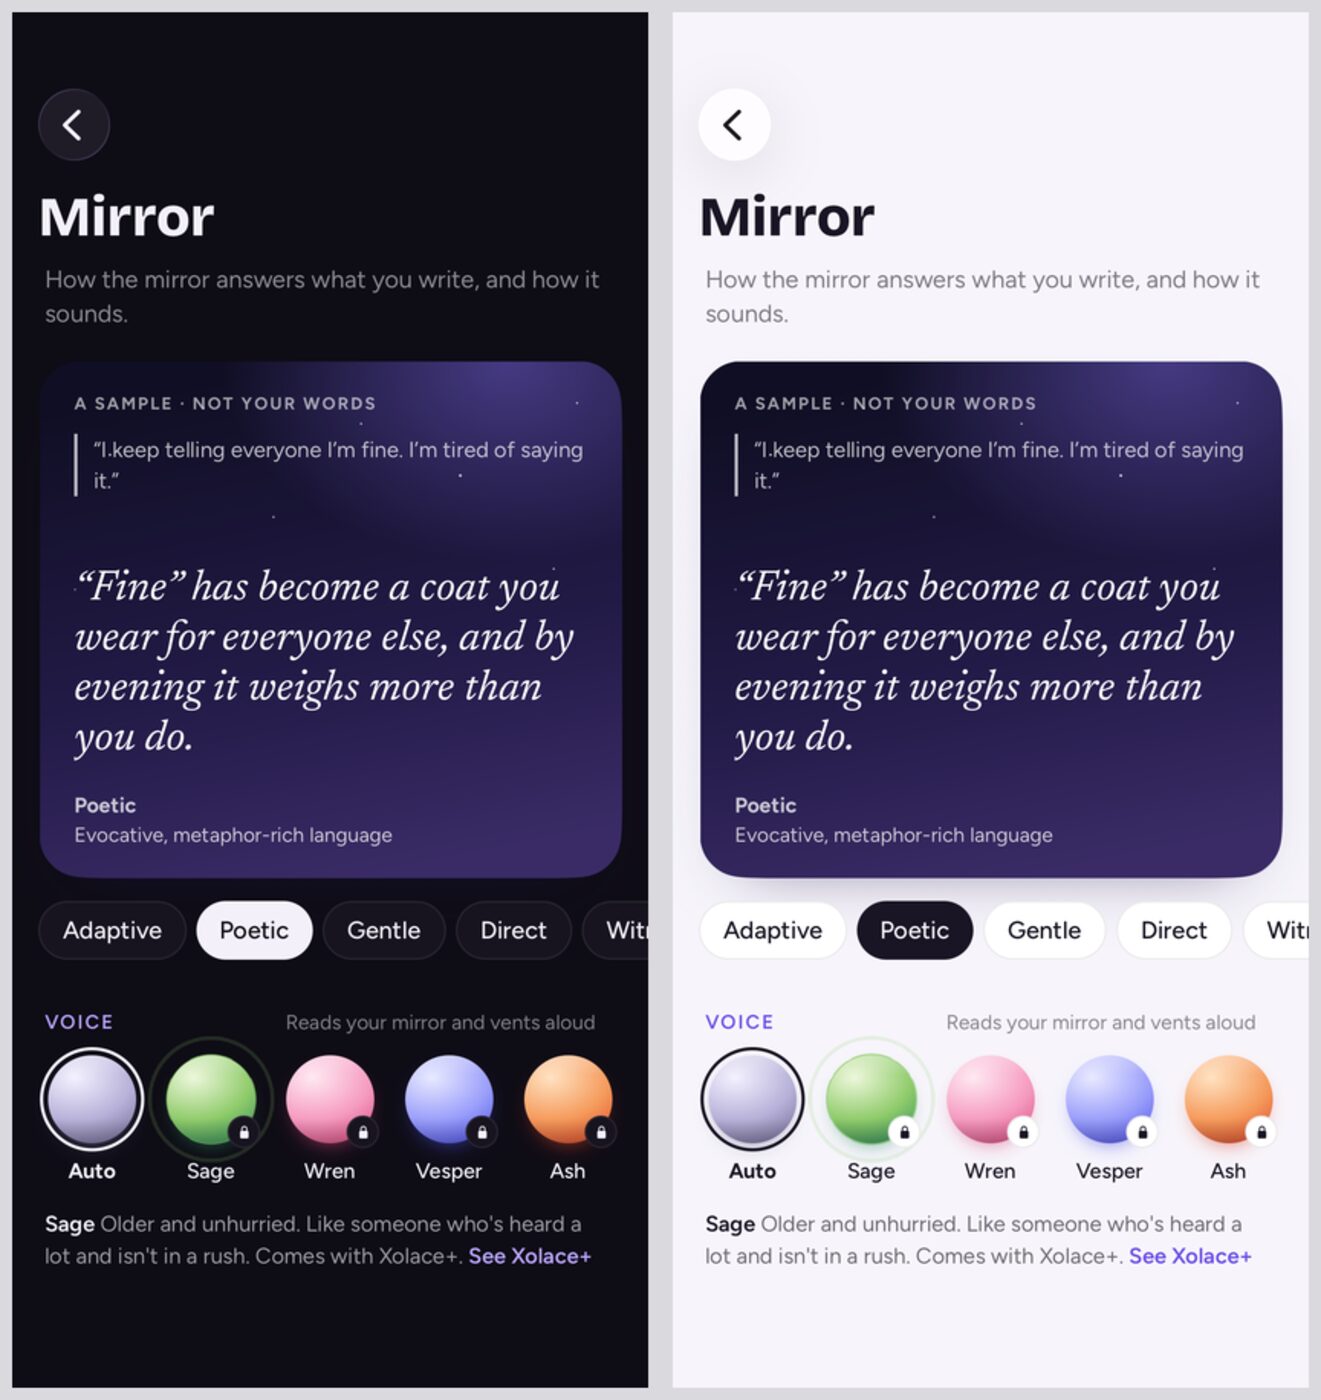 Mirror
How the mirror answers what you write, and how it
sounds.
A SAMPLE · NOT YOUR WORDS
“I keep telling everyone I’m fine. I’m tired of saying
it.”
“Fine” has become a coat you
wear for everyone else, and by
evening it weighs more than
you do.
Poetic
Evocative, metaphor-rich language
Adaptive Poetic Gentle Direct Witr
VOICE Reads your mirror and vents aloud
Auto Sage Wren Vesper Ash
Sage Older and unhurried. Like someone who's heard a
lot and isn't in a rush. Comes with Xolace+. See Xolace+
Mirror
How the mirror answers what you write, and how it
sounds.
A SAMPLE · NOT YOUR WORDS
“I keep telling everyone I’m fine. I’m tired of saying
it.”
“Fine” has become a coat you
wear for everyone else, and by
evening it weighs more than
you do.
Poetic
Evocative, metaphor-rich language
Adaptive Poetic Gentle Direct Witr
VOICE Reads your mirror and vents aloud
Auto Sage Wren Vesper Ash
Sage Older and unhurried. Like someone who's heard a
lot and isn't in a rush. Comes with Xolace+. See Xolace+